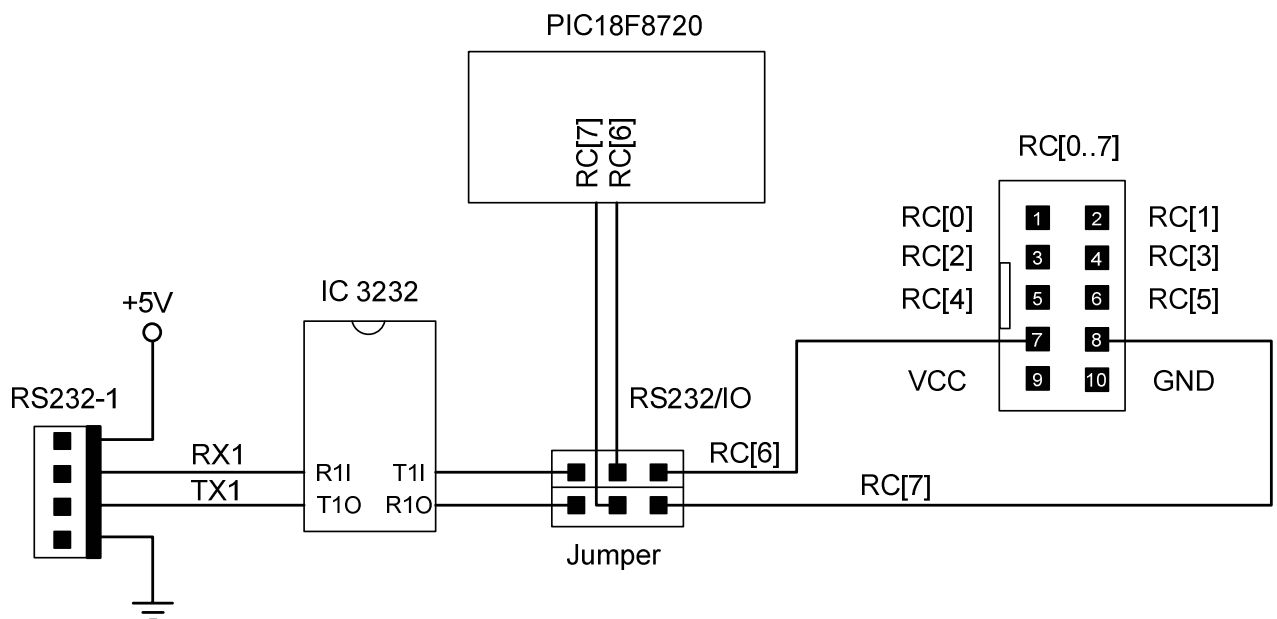 PIC18F8720
RC[7]
RC[6]
RC[0..7]
RC[0] 1 2 RC[1]
RC[2] 3 4 RC[3]
RC[4] 5 6 RC[5]
7 8
VCC 9 10 GND
IC 3232
+5V
RS232-1
RS232/IO
RX1 R1I T1I RC[6]
TX1 T1O R1O RC[7]
Jumper